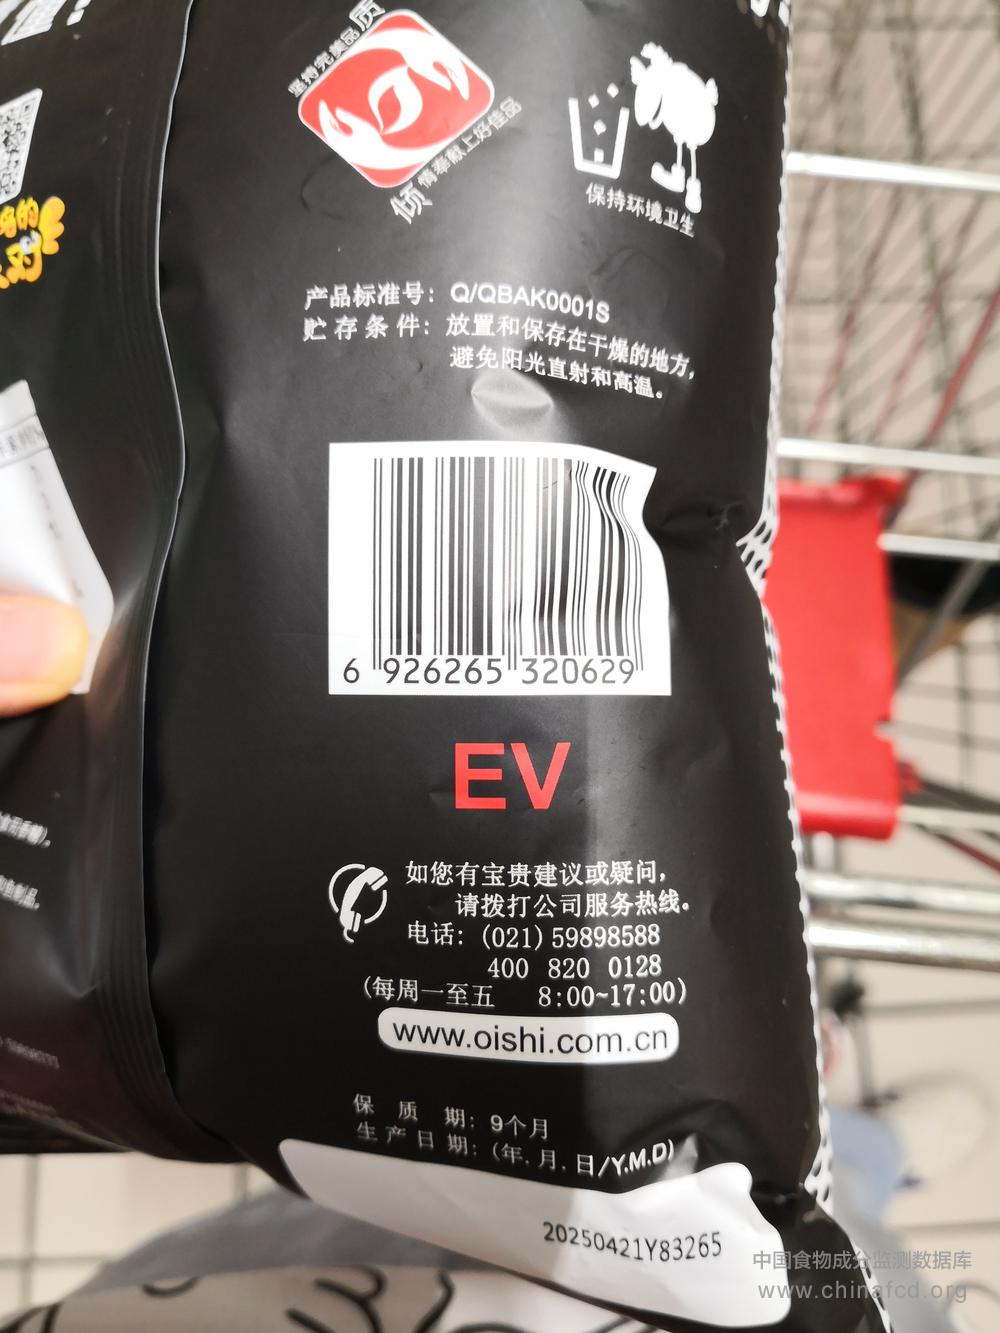 坚持完美品质
倾情奉献上好佳品
保持环境卫生
产品标准号: Q/QBAK0001S
贮存条件: 放置和保存在干燥的地方,
避免阳光直射和高温。
6 926265 320629
EV
如您有宝贵建议或疑问,
请拨打公司服务热线。
电话: (021) 59898588
400 820 0128
(每周一至五 8:00~17:00)
www.oishi.com.cn
保质期: 9个月
生产日期: (年.月.日/Y.M.D)
20250421Y83265
中国食物成分监测数据库
www.chinafcd.org